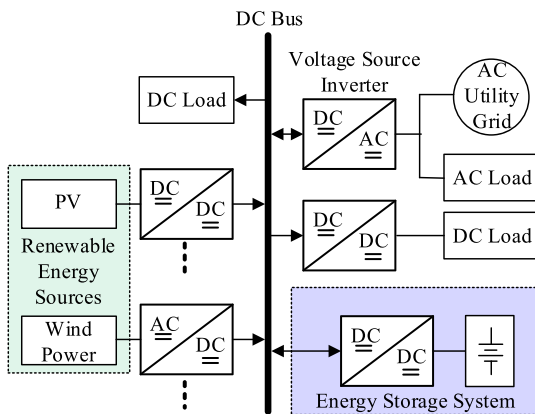 DC Bus
Voltage Source
Inverter
AC
Utility
Grid
DC Load
DC
AC
AC Load
PV
DC
DC
DC
DC
DC Load
Renewable
Energy
Sources
Wind
Power
AC
DC
DC
DC
Energy Storage System